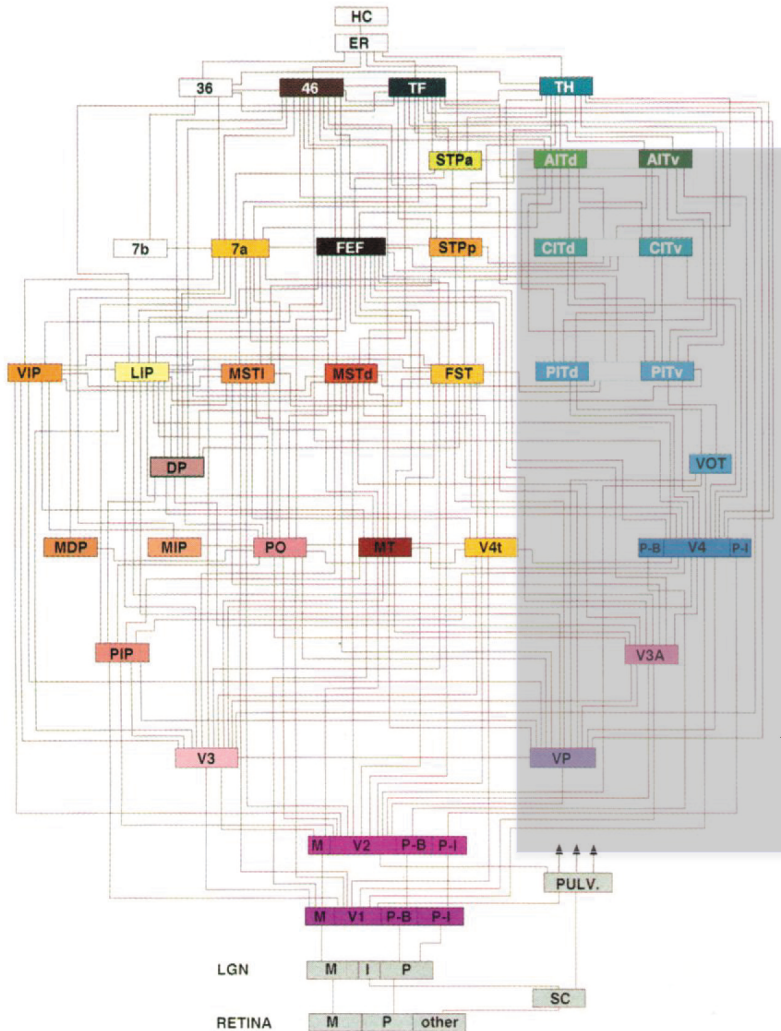 HC
ER
36 46 TF TH
STPa AITd AITv
7b 7a FEF STPp CITd CITv
VIP LIP MSTl MSTd FST PITd PITv
DP VOT
MDP MIP PO MT V4t P-B V4 P-I
PIP V3A
V3 VP
M V2 P-B P-I
PULV.
M V1 P-B P-I
LGN M I P
SC
RETINA M P other